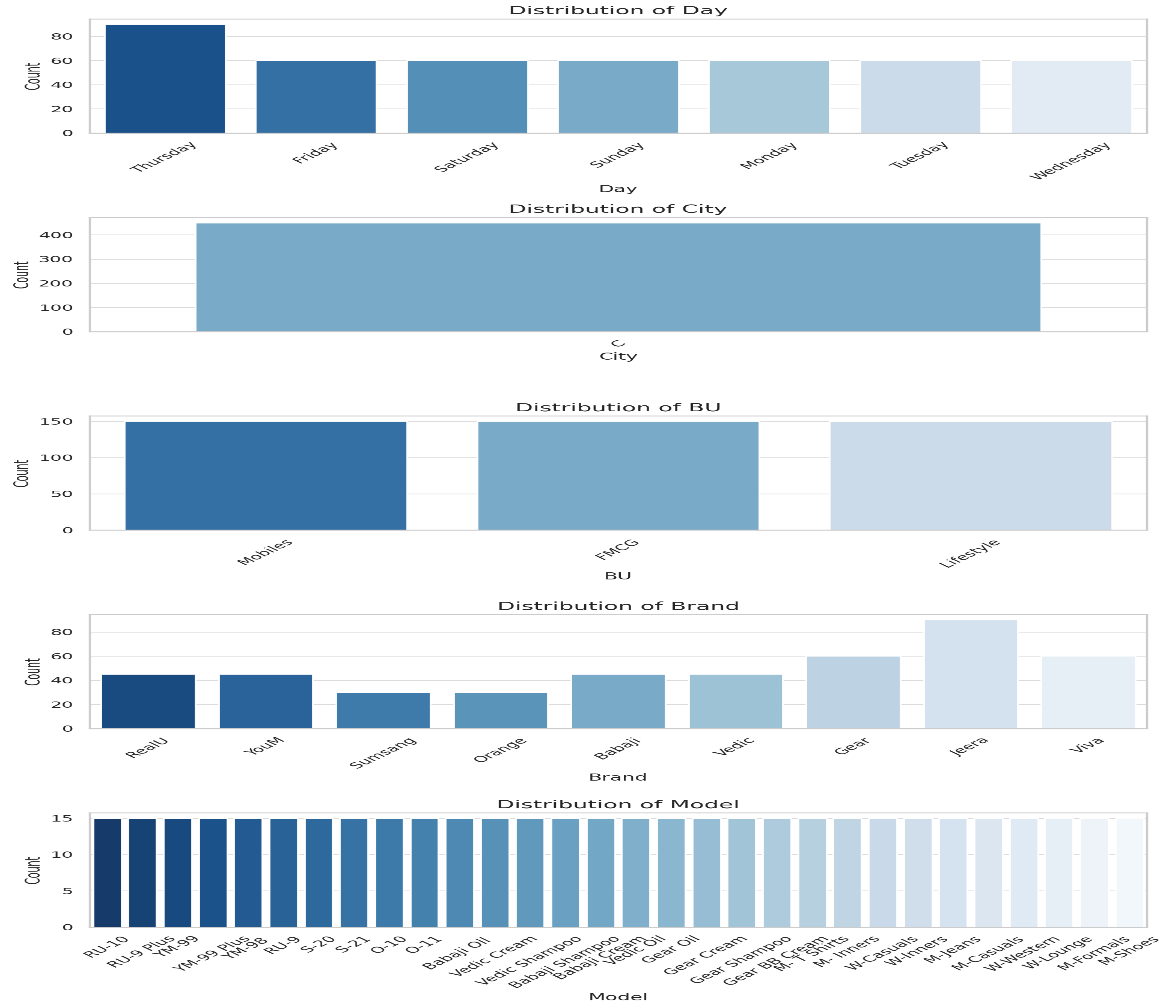 Distribution of Day
Count
80
60
40
20
0
Thursday Friday Saturday Sunday Monday Tuesday Wednesday
Day
Distribution of City
Count
400
300
200
100
0
C
City
Distribution of BU
Count
150
100
50
0
Mobiles FMCG Lifestyle
BU
Distribution of Brand
Count
80
60
40
20
0
RealU YouM Sumsang Orange Babaji Vedic Gear Jeera Viva
Brand
Distribution of Model
Count
15
10
5
0
RU-10 RU-9 Plus YM-99 YM-99 Plus YM-98 RU-9 S-20 S-21 O-10 O-11 Babaji Oil Vedic Cream Vedic Shampoo Babaji Shampoo Babaji Cream Vedic Oil Gear Oil Gear Cream Gear Shampoo Gear BB Cream M- T Shirts M- Inners W-Casuals W-Inners M-Jeans M-Casuals W-Western W-Lounge M-Formals M-Shoes
Model